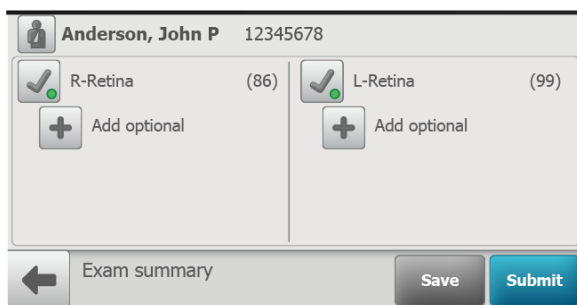 Anderson, John P 12345678
R-Retina (86)
Add optional
L-Retina (99)
Add optional
Exam summary
Save
Submit